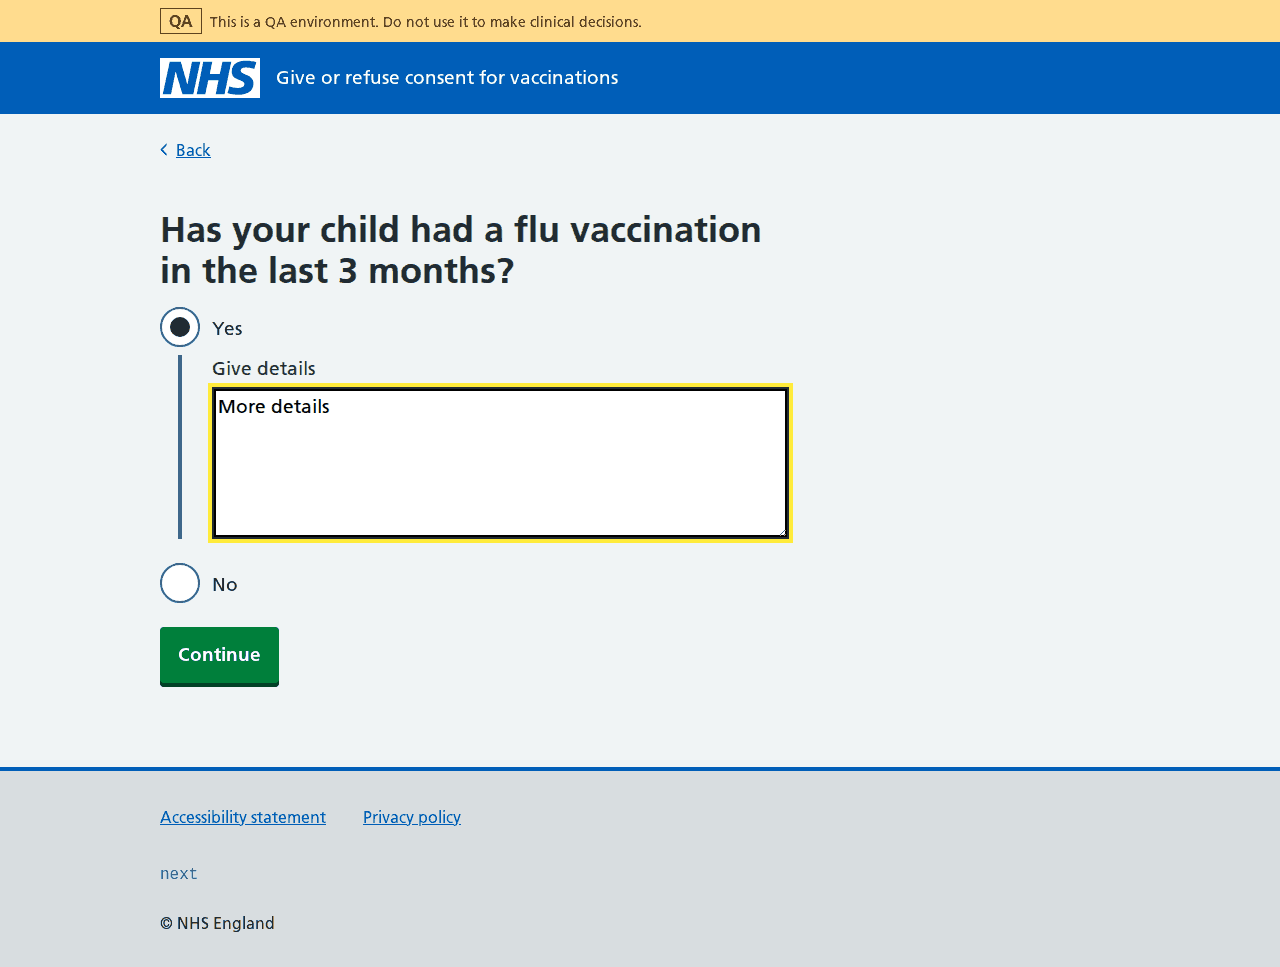 QA This is a QA environment. Do not use it to make clinical decisions.
NHS Give or refuse consent for vaccinations
Back
Has your child had a flu vaccination
in the last 3 months?
Yes
Give details
More details
No
Continue
Accessibility statement Privacy policy
next
© NHS England